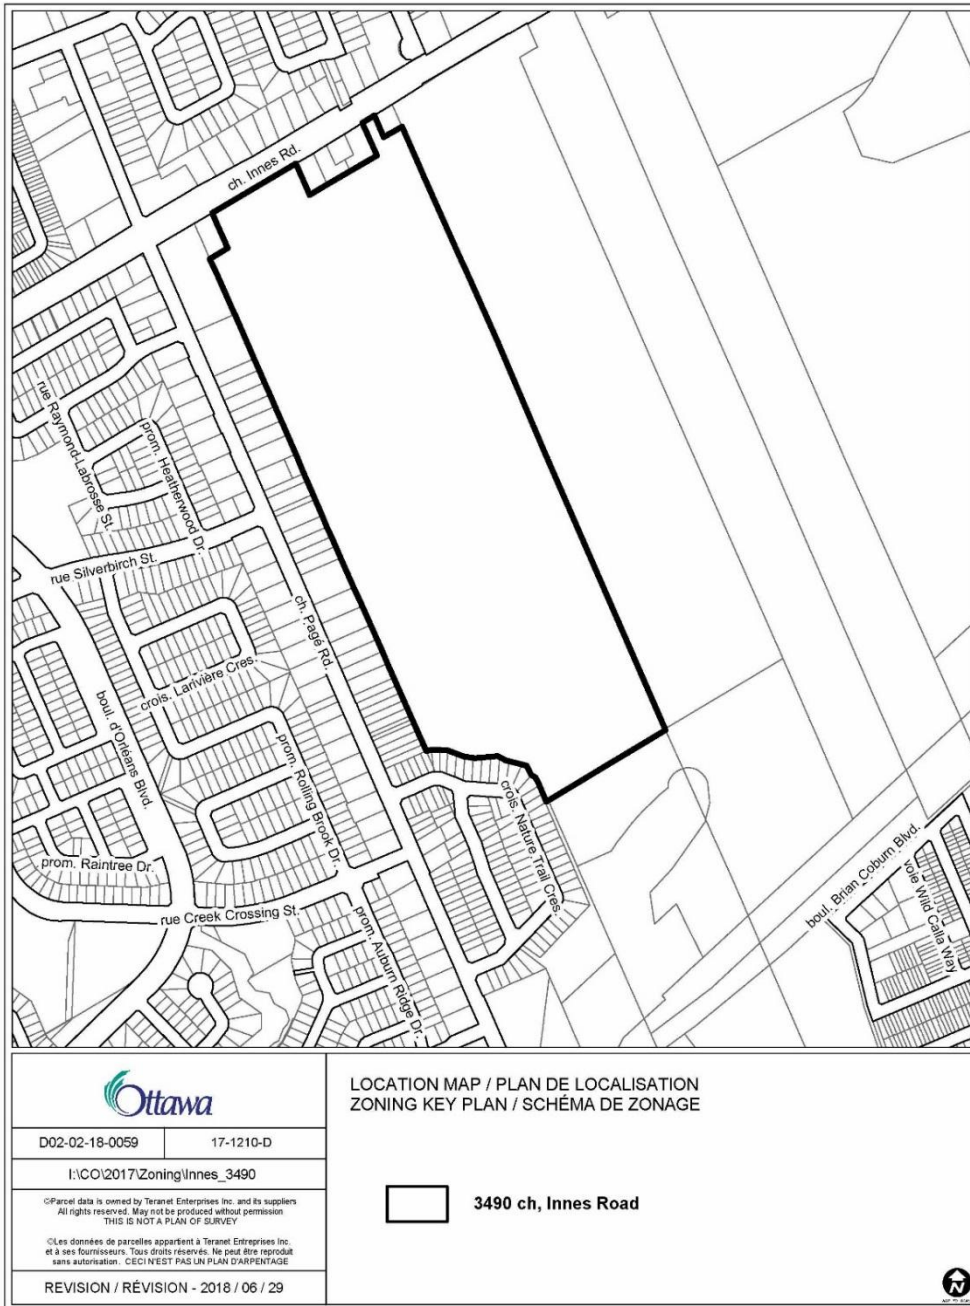 ch. Innes Rd.
rue Raymond-Labrosse St.
prom. Heatherwood Dr.
rue Silverbirch St.
ch. Pagé Rd.
crois. Larivière Cres.
boul. d'Orléans Blvd.
prom. Rolling Brook Dr.
crois. Nature Trail Cres.
prom. Raintree Dr.
rue Creek Crossing St.
prom. Auburn Ridge Dr.
boul. Brian Coburn Blvd.
voie Wild Calla Way
Ottawa
D02-02-18-0059
17-1210-D
I:\CO\2017\Zoning\Innes_3490
©Parcel data is owned by Teranet Enterprises Inc. and its suppliers
All rights reserved. May not be produced without permission
THIS IS NOT A PLAN OF SURVEY
©Les données de parcelles appartient à Teranet Enterprises Inc.
et à ses fournisseurs. Tous droits réservés. Ne peut être reproduit
sans autorisation. CECI N'EST PAS UN PLAN D'ARPENTAGE
REVISION / RÉVISION - 2018 / 06 / 29
LOCATION MAP / PLAN DE LOCALISATION
ZONING KEY PLAN / SCHÉMA DE ZONAGE
3490 ch, Innes Road
N